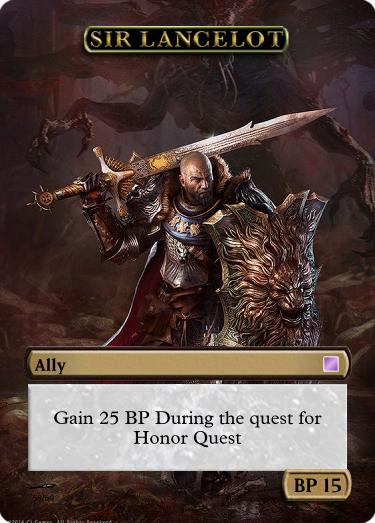 SIR LANCELOT
Ally
Gain 25 BP During the quest for
Honor Quest
BP 15